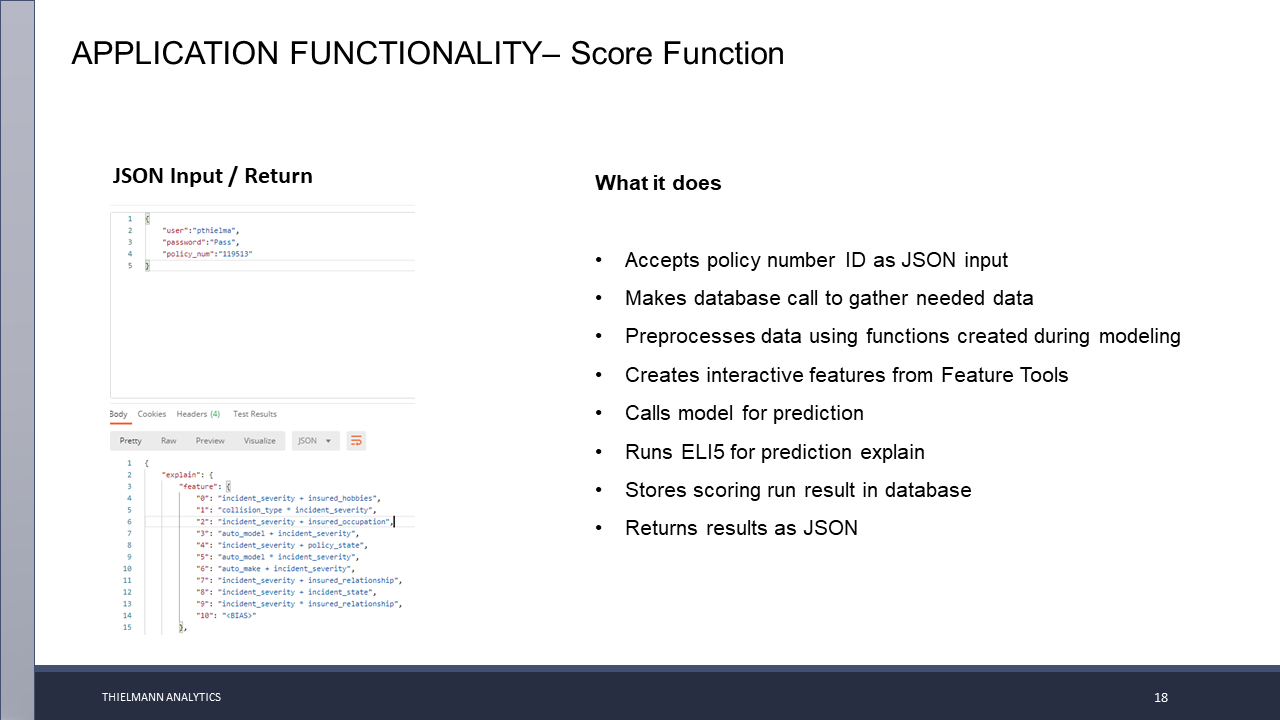 APPLICATION FUNCTIONALITY– Score Function
JSON Input / Return
1 {
2 "user":"pthielma",
3 "password":"Pass",
4 "policy_num":"119513"
5 }
Body Cookies Headers (4) Test Results
Pretty Raw Preview Visualize JSON
1 {
2 "explain": {
3 "feature": {
4 "0": "incident_severity + insured_hobbies",
5 "1": "collision_type * incident_severity",
6 "2": "incident_severity + insured_occupation",
7 "3": "auto_model + incident_severity",
8 "4": "incident_severity + policy_state",
9 "5": "auto_model * incident_severity",
10 "6": "auto_make + incident_severity",
11 "7": "incident_severity + insured_relationship",
12 "8": "incident_severity + incident_state",
13 "9": "incident_severity * insured_relationship",
14 "10": "<BIAS>"
15 },
What it does
• Accepts policy number ID as JSON input
• Makes database call to gather needed data
• Preprocesses data using functions created during modeling
• Creates interactive features from Feature Tools
• Calls model for prediction
• Runs ELI5 for prediction explain
• Stores scoring run result in database
• Returns results as JSON
THIELMANN ANALYTICS
18